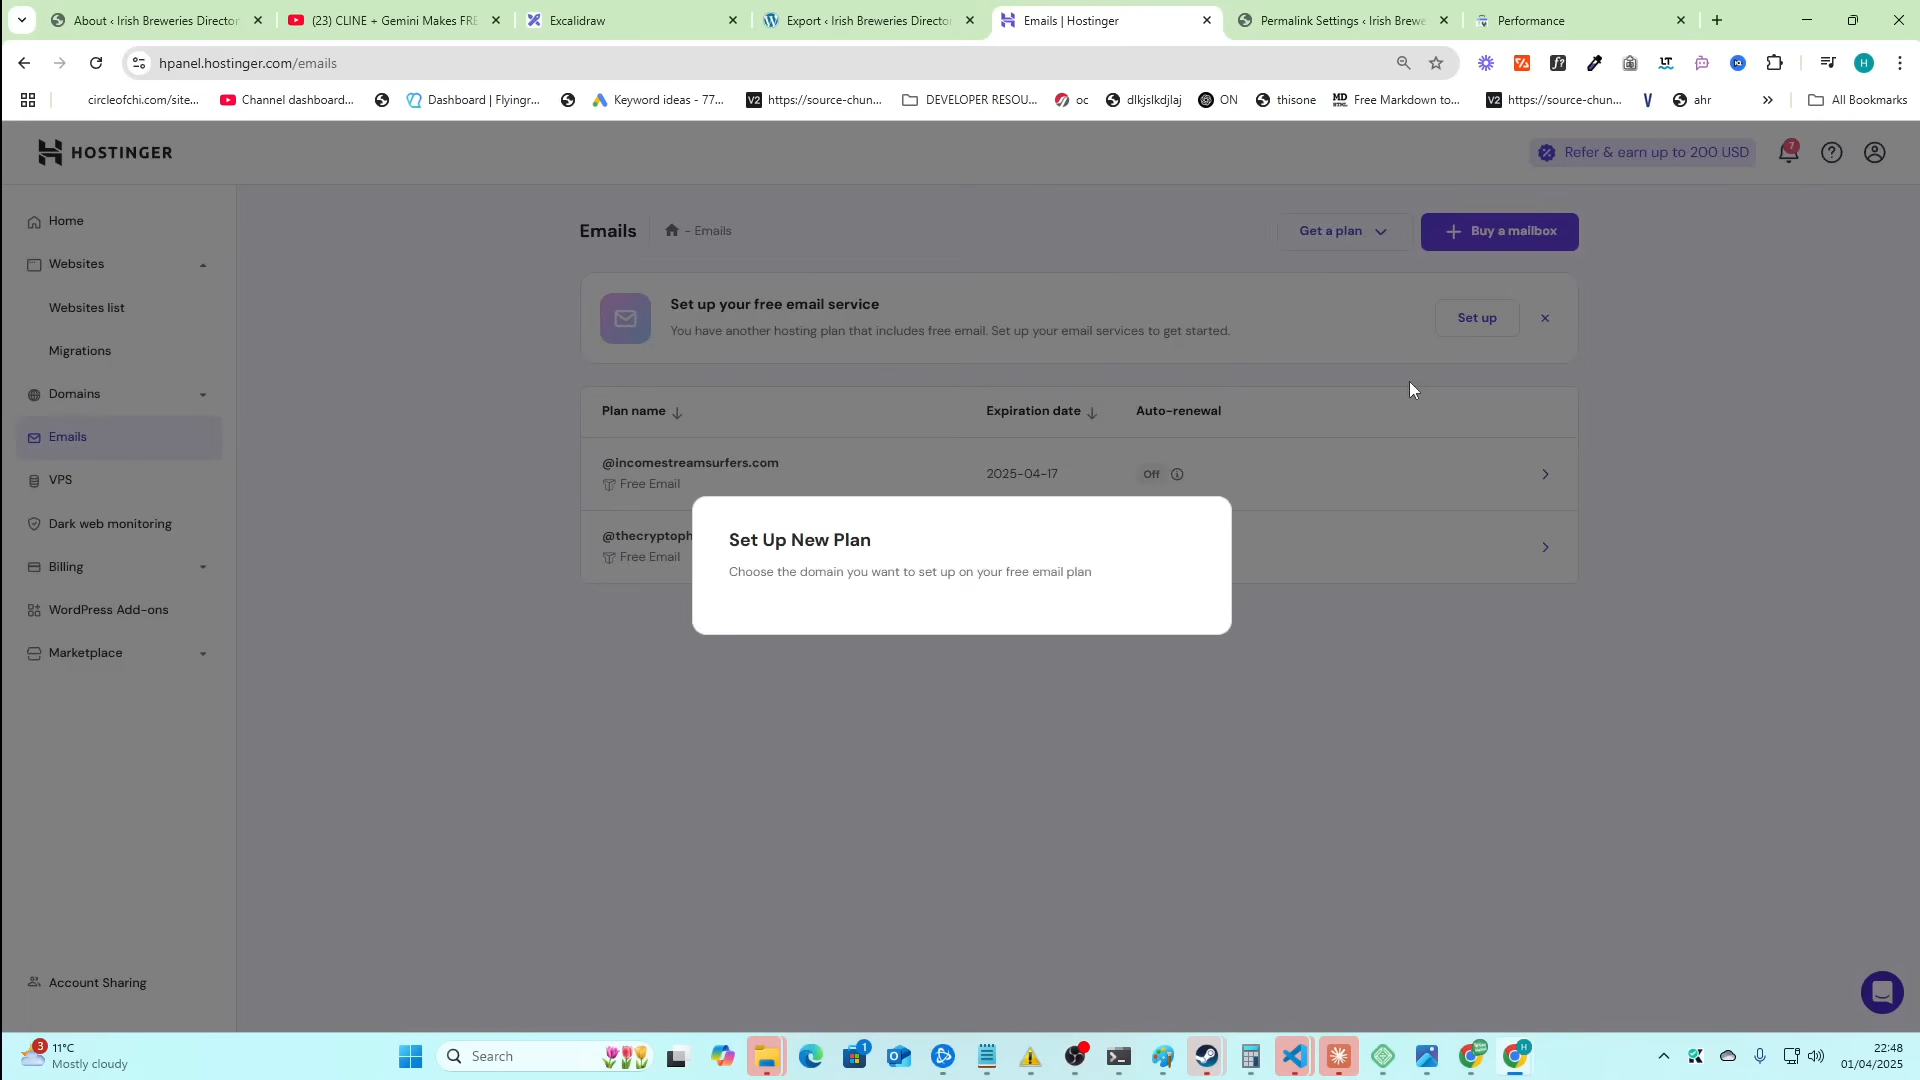 About ‹ Irish Breweries Director
(23) CLINE + Gemini Makes FRE
Excalidraw
Export ‹ Irish Breweries Director
Emails | Hostinger
Permalink Settings ‹ Irish Brewe
Performance
hpanel.hostinger.com/emails
circleofchi.com/site...
Channel dashboard...
Dashboard | Flyingr...
Keyword ideas - 77...
https://source-chun...
DEVELOPER RESOU...
oc
dlkjslkdjlaj
ON
thisone
Free Markdown to...
https://source-chun...
ahr
All Bookmarks
HOSTINGER
Refer & earn up to 200 USD
7
Home
Websites
Websites list
Migrations
Domains
Emails
VPS
Dark web monitoring
Billing
WordPress Add-ons
Marketplace
Account Sharing
Emails
- Emails
Get a plan
Buy a mailbox
Set up your free email service
You have another hosting plan that includes free email. Set up your email services to get started.
Set up
Plan name
Expiration date
Auto-renewal
@incomestreamsurfers.com
Free Email
2025-04-17
Off
@thecryptoph
Free Email
Set Up New Plan
Choose the domain you want to set up on your free email plan
3
11°C
Mostly cloudy
Search
1
22:48
01/04/2025